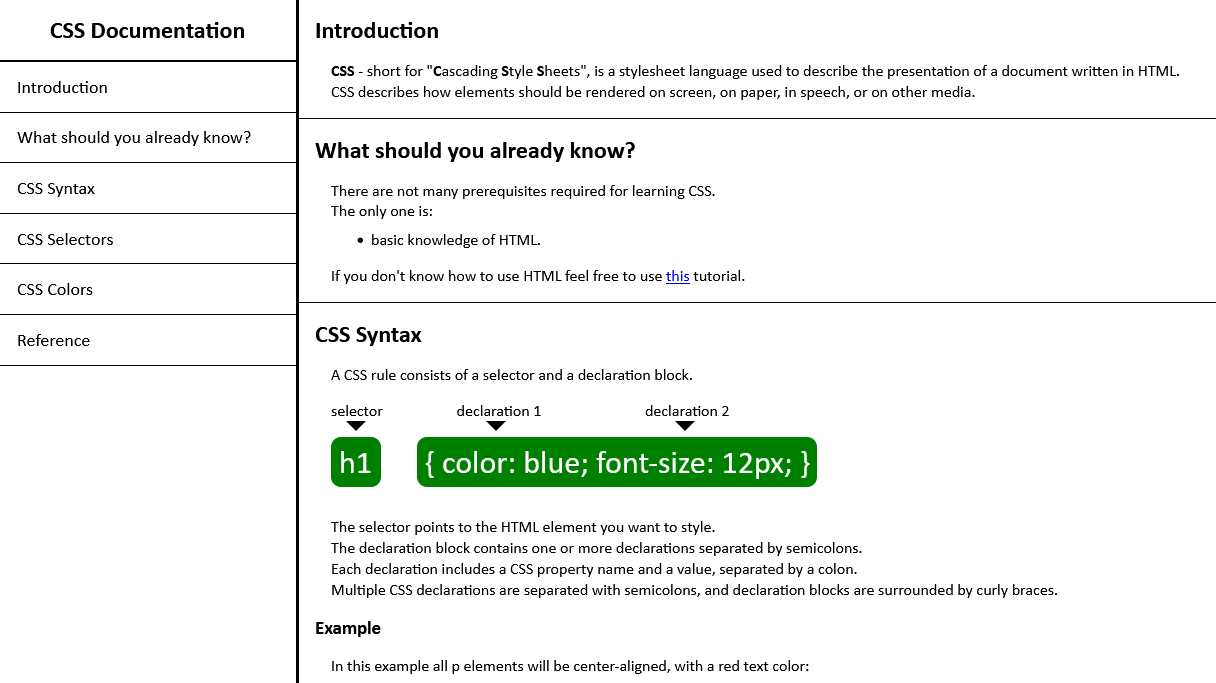 CSS Documentation
Introduction
What should you already know?
CSS Syntax
CSS Selectors
CSS Colors
Reference
Introduction
CSS - short for "Cascading Style Sheets", is a stylesheet language used to describe the presentation of a document written in HTML.
CSS describes how elements should be rendered on screen, on paper, in speech, or on other media.
What should you already know?
There are not many prerequisites required for learning CSS.
The only one is:
• basic knowledge of HTML.
If you don't know how to use HTML feel free to use this tutorial.
CSS Syntax
A CSS rule consists of a selector and a declaration block.
selector declaration 1 declaration 2
h1 { color: blue; font-size: 12px; }
The selector points to the HTML element you want to style.
The declaration block contains one or more declarations separated by semicolons.
Each declaration includes a CSS property name and a value, separated by a colon.
Multiple CSS declarations are separated with semicolons, and declaration blocks are surrounded by curly braces.
Example
In this example all p elements will be center-aligned, with a red text color: